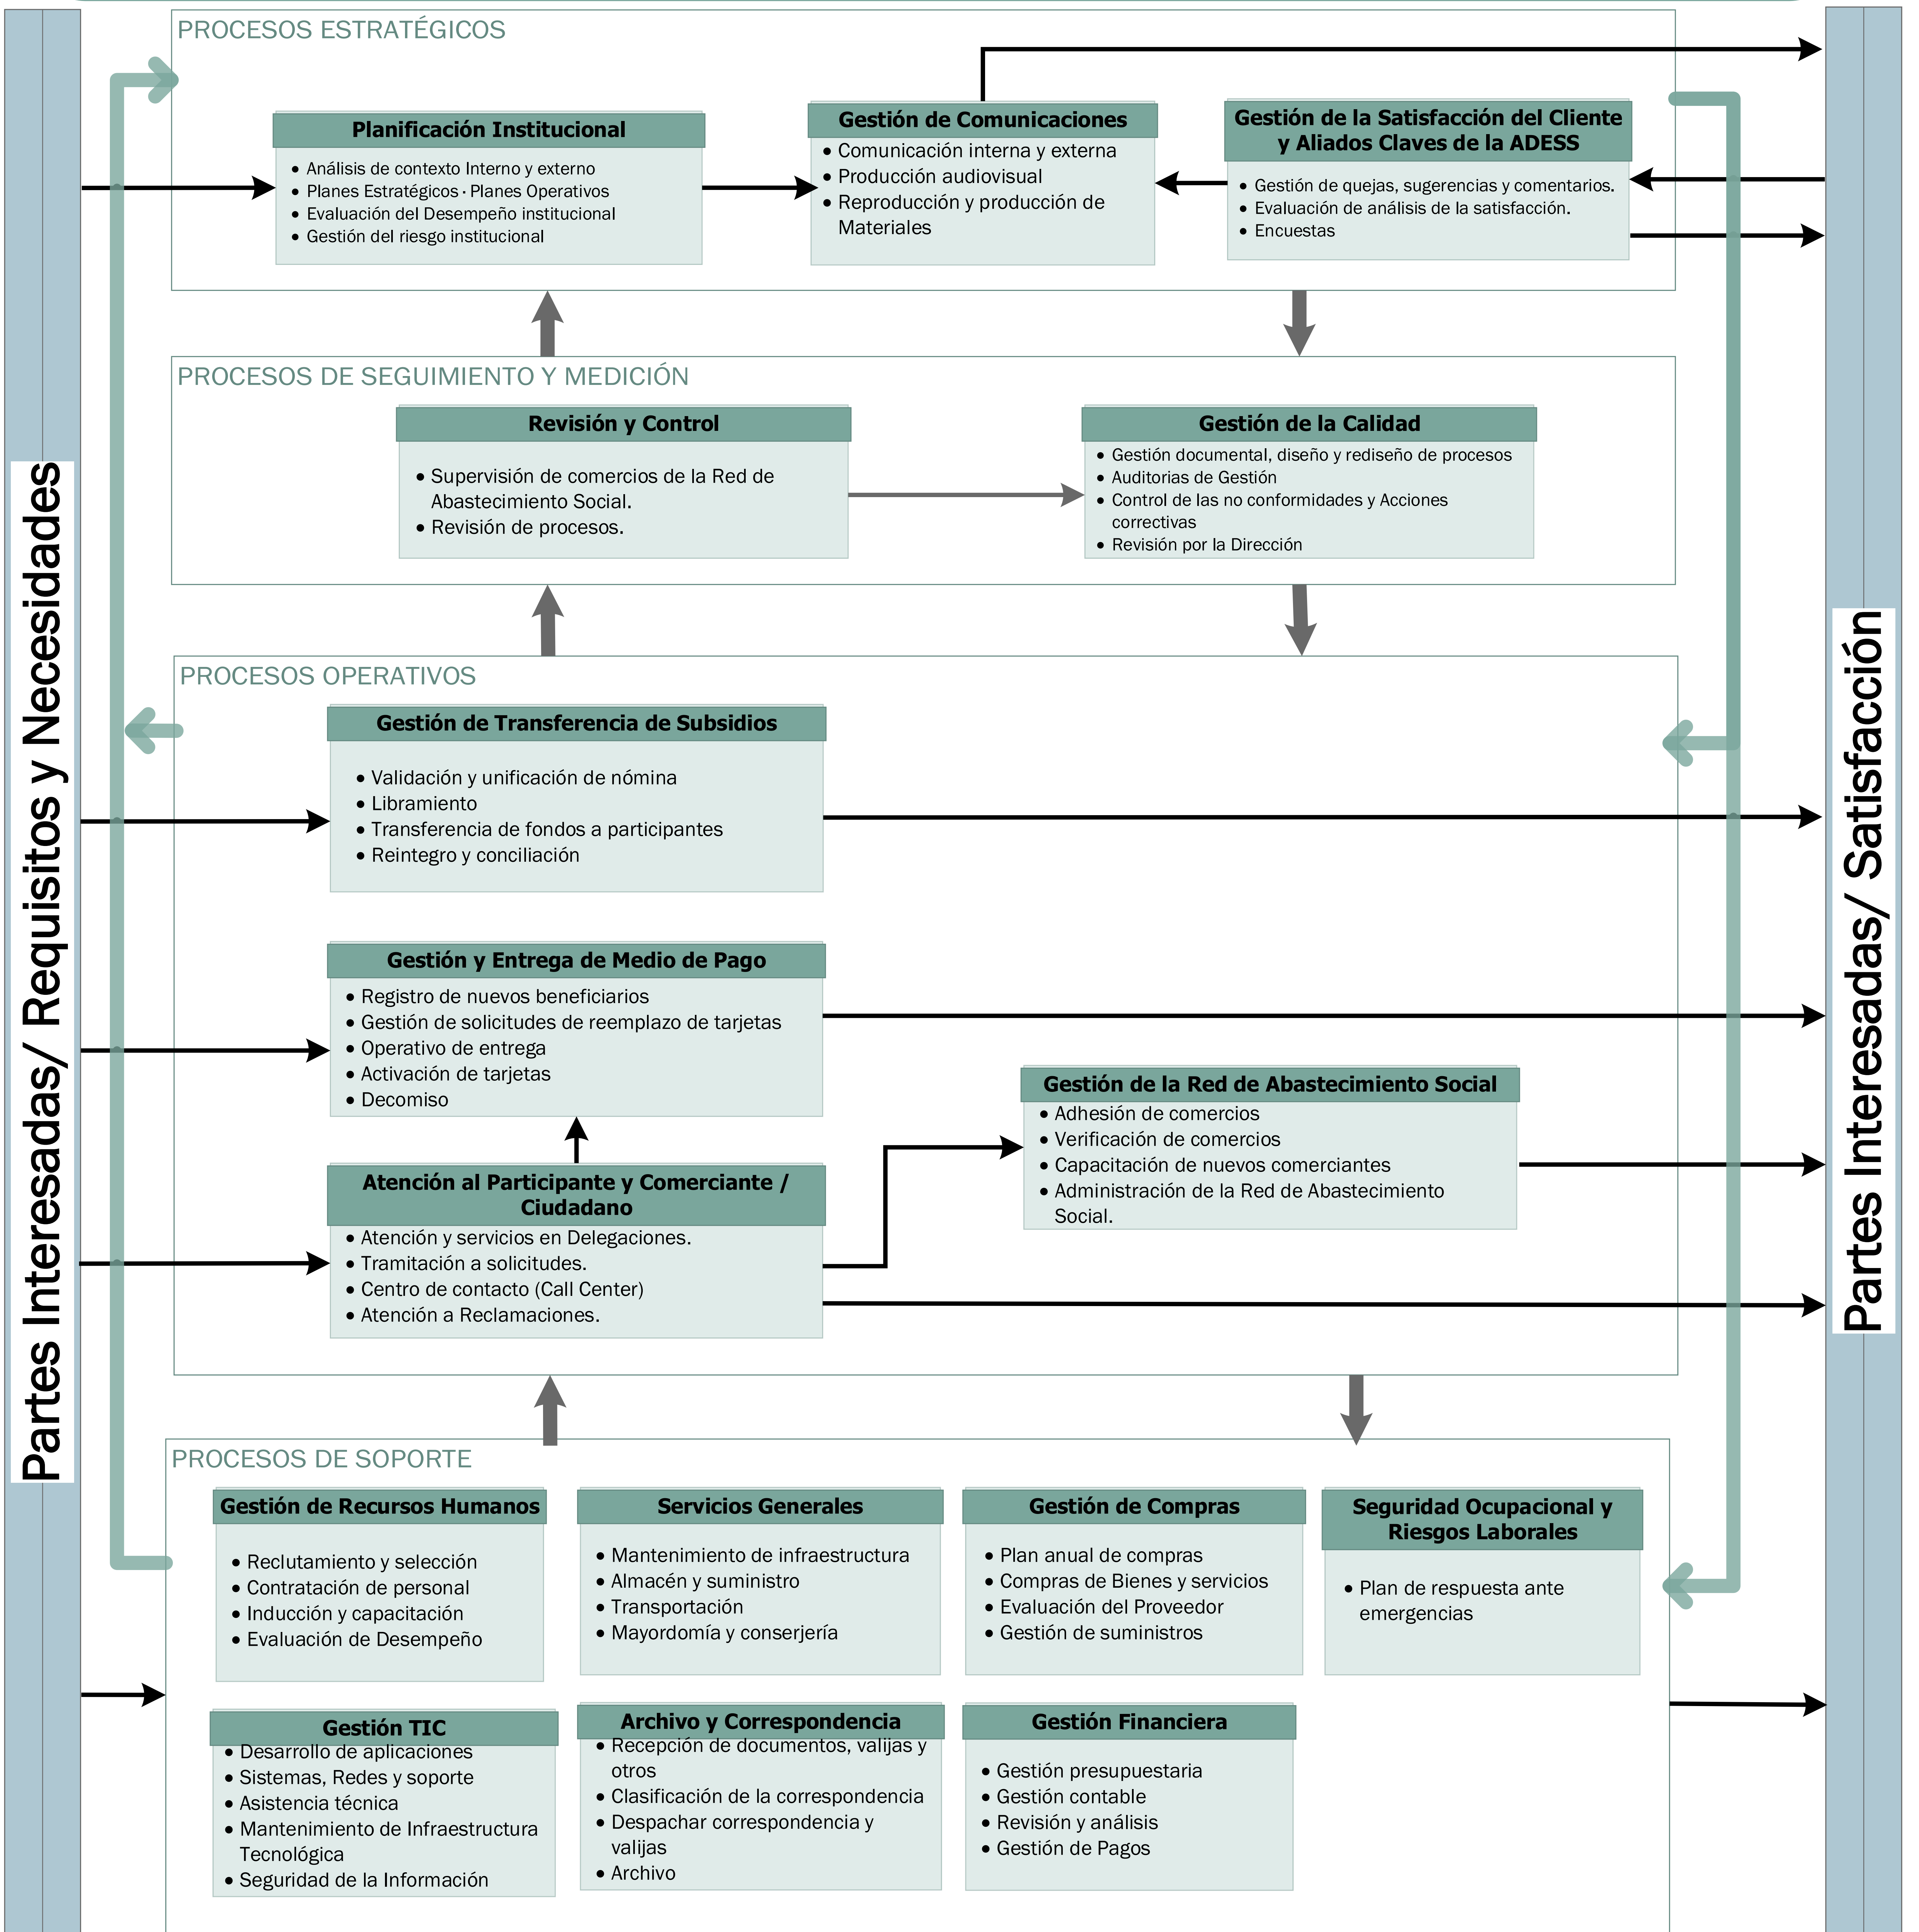 Partes Interesadas/ Requisitos y Necesidades
PROCESOS ESTRATÉGICOS
Planificación Institucional
• Análisis de contexto Interno y externo
• Planes Estratégicos · Planes Operativos
• Evaluación del Desempeño institucional
• Gestión del riesgo institucional
Gestión de Comunicaciones
• Comunicación interna y externa
• Producción audiovisual
• Reproducción y producción de
Materiales
Gestión de la Satisfacción del Cliente
y Aliados Claves de la ADESS
• Gestión de quejas, sugerencias y comentarios.
• Evaluación de análisis de la satisfacción.
• Encuestas
PROCESOS DE SEGUIMIENTO Y MEDICIÓN
Revisión y Control
• Supervisión de comercios de la Red de
Abastecimiento Social.
• Revisión de procesos.
Gestión de la Calidad
• Gestión documental, diseño y rediseño de procesos
• Auditorias de Gestión
• Control de las no conformidades y Acciones
correctivas
• Revisión por la Dirección
PROCESOS OPERATIVOS
Gestión de Transferencia de Subsidios
• Validación y unificación de nómina
• Libramiento
• Transferencia de fondos a participantes
• Reintegro y conciliación
Gestión y Entrega de Medio de Pago
• Registro de nuevos beneficiarios
• Gestión de solicitudes de reemplazo de tarjetas
• Operativo de entrega
• Activación de tarjetas
• Decomiso
Gestión de la Red de Abastecimiento Social
• Adhesión de comercios
• Verificación de comercios
• Capacitación de nuevos comerciantes
• Administración de la Red de Abastecimiento
Social.
Atención al Participante y Comerciante /
Ciudadano
• Atención y servicios en Delegaciones.
• Tramitación a solicitudes.
• Centro de contacto (Call Center)
• Atención a Reclamaciones.
PROCESOS DE SOPORTE
Gestión de Recursos Humanos
• Reclutamiento y selección
• Contratación de personal
• Inducción y capacitación
• Evaluación de Desempeño
Servicios Generales
• Mantenimiento de infraestructura
• Almacén y suministro
• Transportación
• Mayordomía y conserjería
Gestión de Compras
• Plan anual de compras
• Compras de Bienes y servicios
• Evaluación del Proveedor
• Gestión de suministros
Seguridad Ocupacional y
Riesgos Laborales
• Plan de respuesta ante
emergencias
Gestión TIC
• Desarrollo de aplicaciones
• Sistemas, Redes y soporte
• Asistencia técnica
• Mantenimiento de Infraestructura
Tecnológica
• Seguridad de la Información
Archivo y Correspondencia
• Recepción de documentos, valijas y
otros
• Clasificación de la correspondencia
• Despachar correspondencia y
valijas
• Archivo
Gestión Financiera
• Gestión presupuestaria
• Gestión contable
• Revisión y análisis
• Gestión de Pagos
Partes Interesadas/ Satisfacción